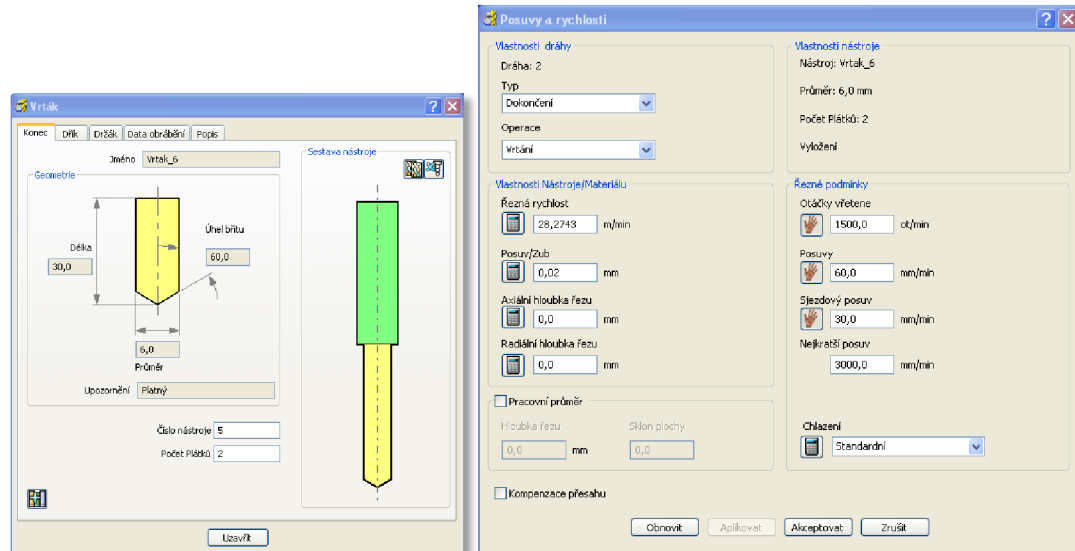 Vrták
Konec Dřík Držák Data obrábění Popis
Jméno Vrtak_6
Geometrie
Délka
30,0
Úhel břitu
60,0
6,0
Průměr
Upozornění Platný
Číslo nástroje 5
Počet Plátků 2
Sestava nástroje
Uzavřít
Posuvy a rychlosti
Vlastnosti dráhy
Dráha: 2
Typ
Dokončení
Operace
Vrtání
Vlastnosti nástroje
Nástroj: Vrtak_6
Průměr: 6,0 mm
Počet Plátků: 2
Vyložení
Vlastnosti Nástroje/Materiálu
Řezná rychlost
28,2743 m/min
Posuv/Zub
0,02 mm
Axiální hloubka řezu
0,0 mm
Radiální hloubka řezu
0,0 mm
Řezné podmínky
Otáčky vřetene
1500,0 ot/min
Posuvy
60,0 mm/min
Sjezdový posuv
30,0 mm/min
Nejkratší posuv
3000,0 mm/min
Pracovní průměr
Hloubka řezu Sklon plochy
0,0 mm 0,0
Chlazení
Standardní
Kompenzace přesahu
Obnovit Aplikovat Akceptovat Zrušit